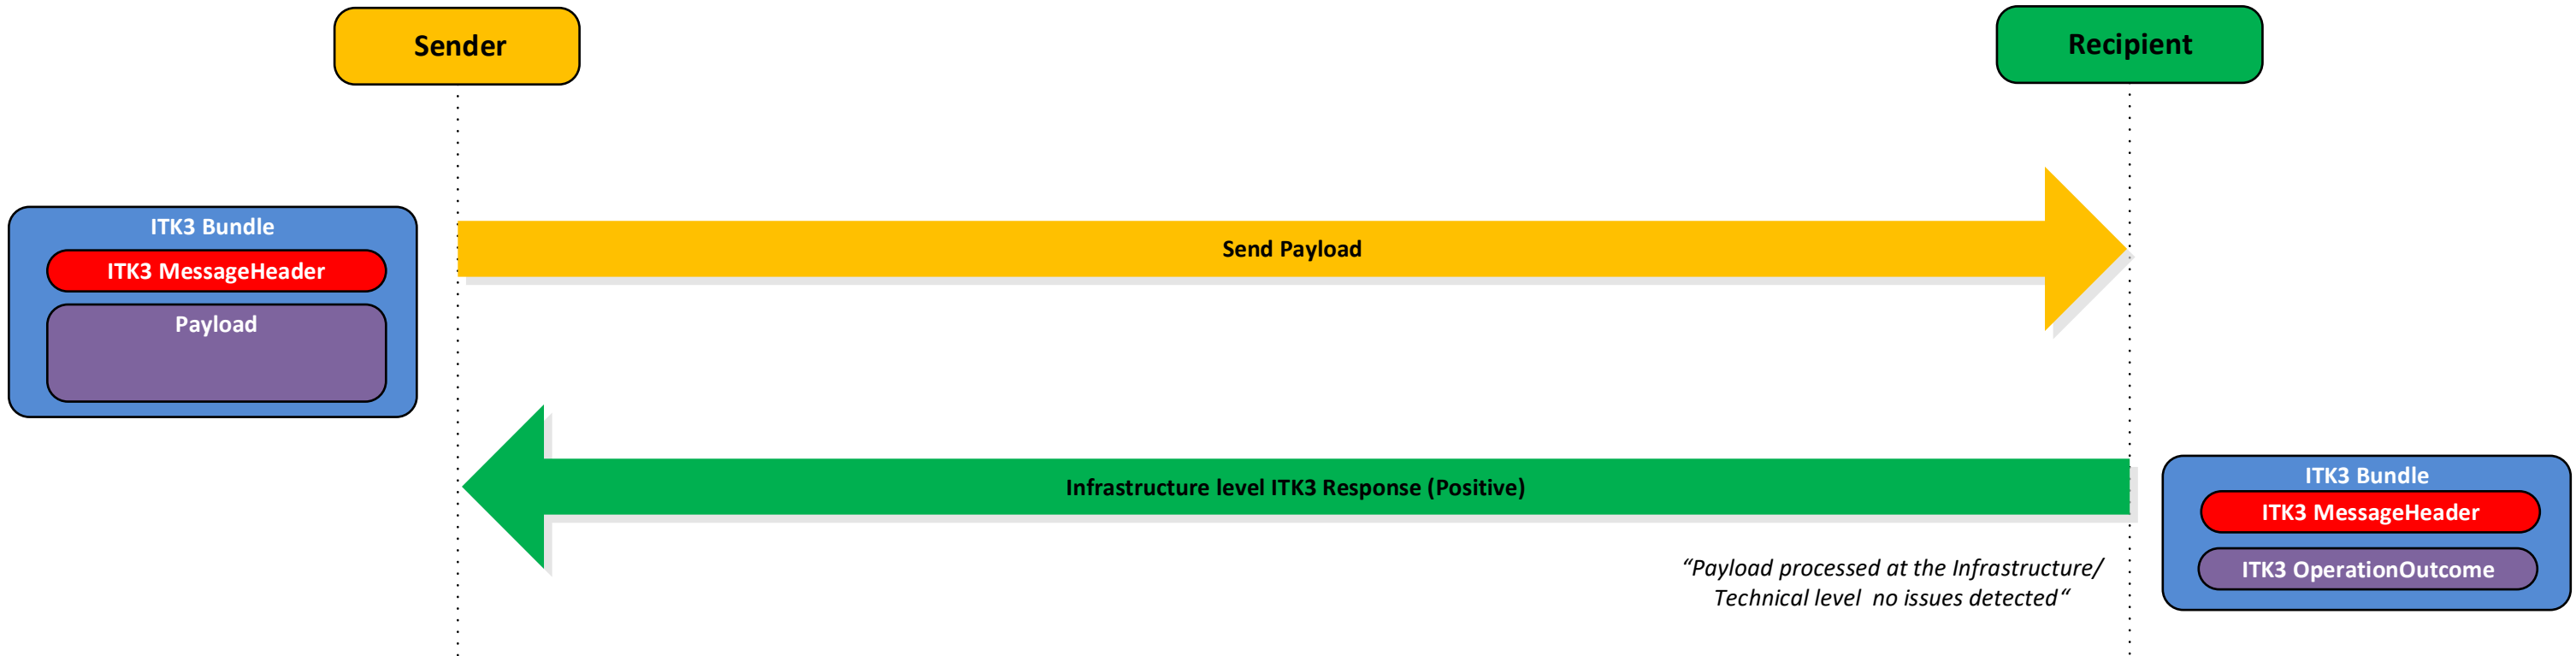 Sender
Recipient
ITK3 Bundle
ITK3 MessageHeader
Payload
Send Payload
Infrastructure level ITK3 Response (Positive)
ITK3 Bundle
ITK3 MessageHeader
ITK3 OperationOutcome
“Payload processed at the Infrastructure/
Technical level  no issues detected“